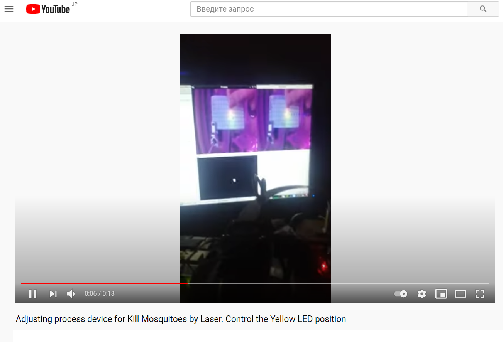 YouTube
Введите запрос
0:06 / 0:13
Adjusting process device for Kill Mosquitoes by Laser. Control the Yellow LED position